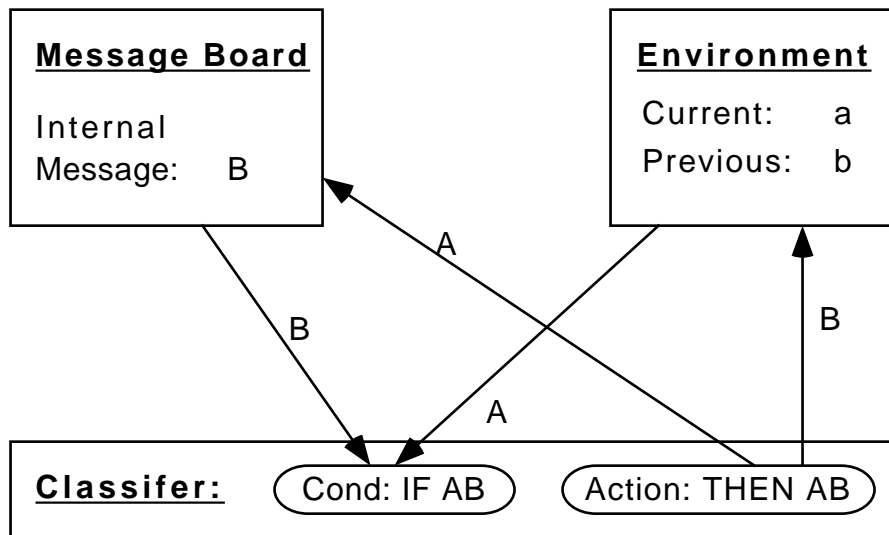 Message Board
Internal
Message: B
Environment
Current: a
Previous: b
A
B
B
A
Classifer:
Cond: IF AB
Action: THEN AB